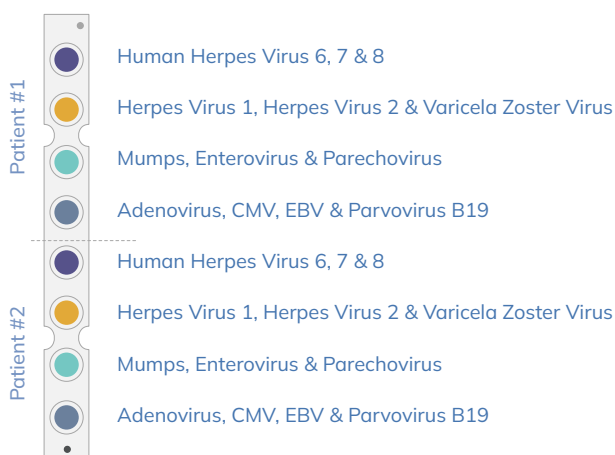 Patient #1
Human Herpes Virus 6, 7 & 8
Herpes Virus 1, Herpes Virus 2 & Varicela Zoster Virus
Mumps, Enterovirus & Parechovirus
Adenovirus, CMV, EBV & Parvovirus B19
Patient #2
Human Herpes Virus 6, 7 & 8
Herpes Virus 1, Herpes Virus 2 & Varicela Zoster Virus
Mumps, Enterovirus & Parechovirus
Adenovirus, CMV, EBV & Parvovirus B19